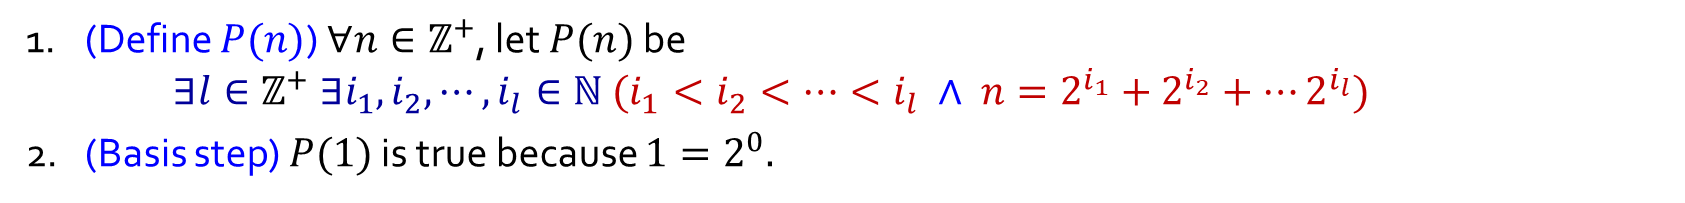 1. (Define P(n)) ∀n ∈ ℤ⁺, let P(n) be
∃l ∈ ℤ⁺ ∃i₁, i₂, ⋯ , iₗ ∈ ℕ (i₁ < i₂ < ⋯ < iₗ ∧ n = 2^{i₁} + 2^{i₂} + ⋯ 2^{iₗ})
2. (Basis step) P(1) is true because 1 = 2⁰.